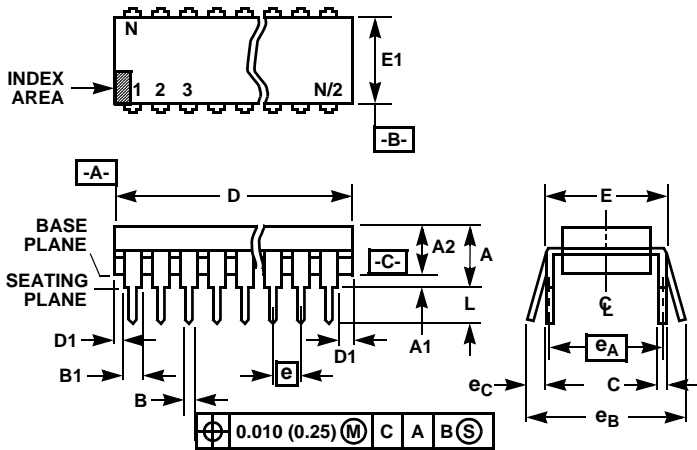 N
E1
INDEX
AREA
1 2 3 N/2
-B-
-A-
D
E
BASE
PLANE
A2
A
-C-
SEATING
PLANE
L
C
L
D1
A1
D1
eA
B1
e
eC
C
B
eB
0.010 (0.25) M C A B S